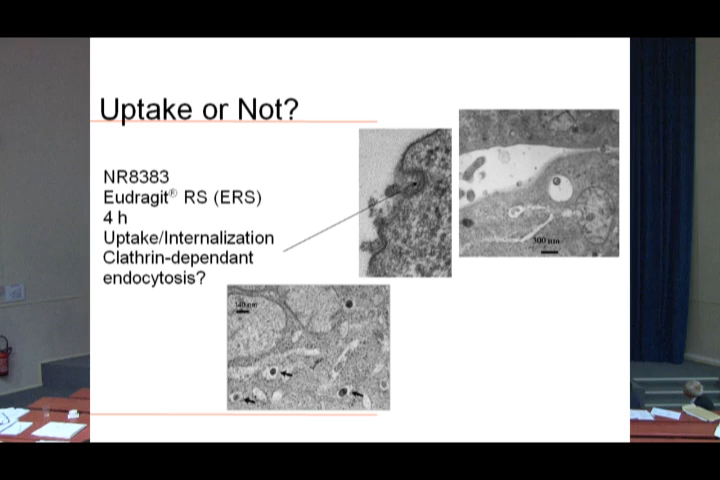 Uptake or Not?
NR8383
Eudragit® RS (ERS)
4 h
Uptake/Internalization
Clathrin-dependant
endocytosis?
300 nm